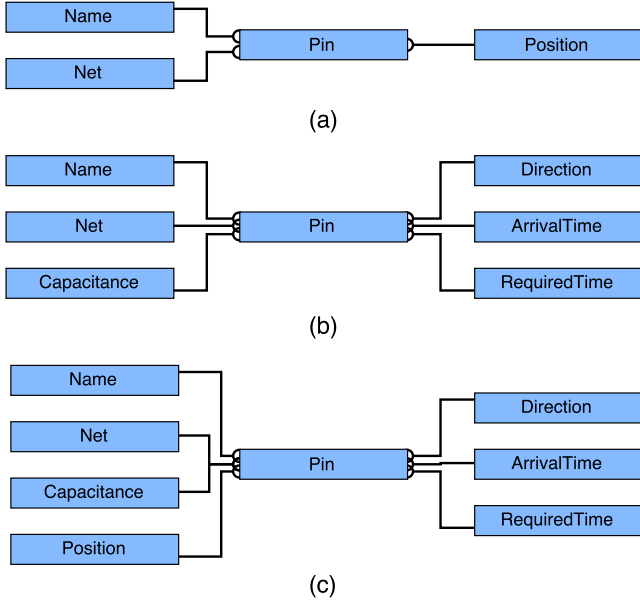 Name
Pin
Position
Net
(a)
Name
Direction
Net
Pin
ArrivalTime
Capacitance
RequiredTime
(b)
Name
Direction
Net
Pin
ArrivalTime
Capacitance
RequiredTime
Position
(c)